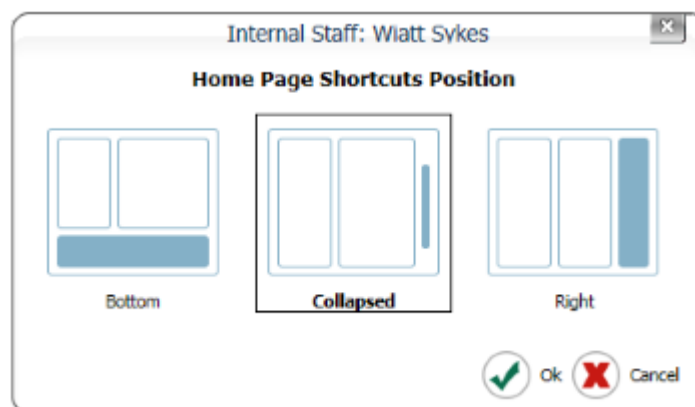 Internal Staff: Wiatt Sykes
Home Page Shortcuts Position
Bottom
Collapsed
Right
Ok
Cancel